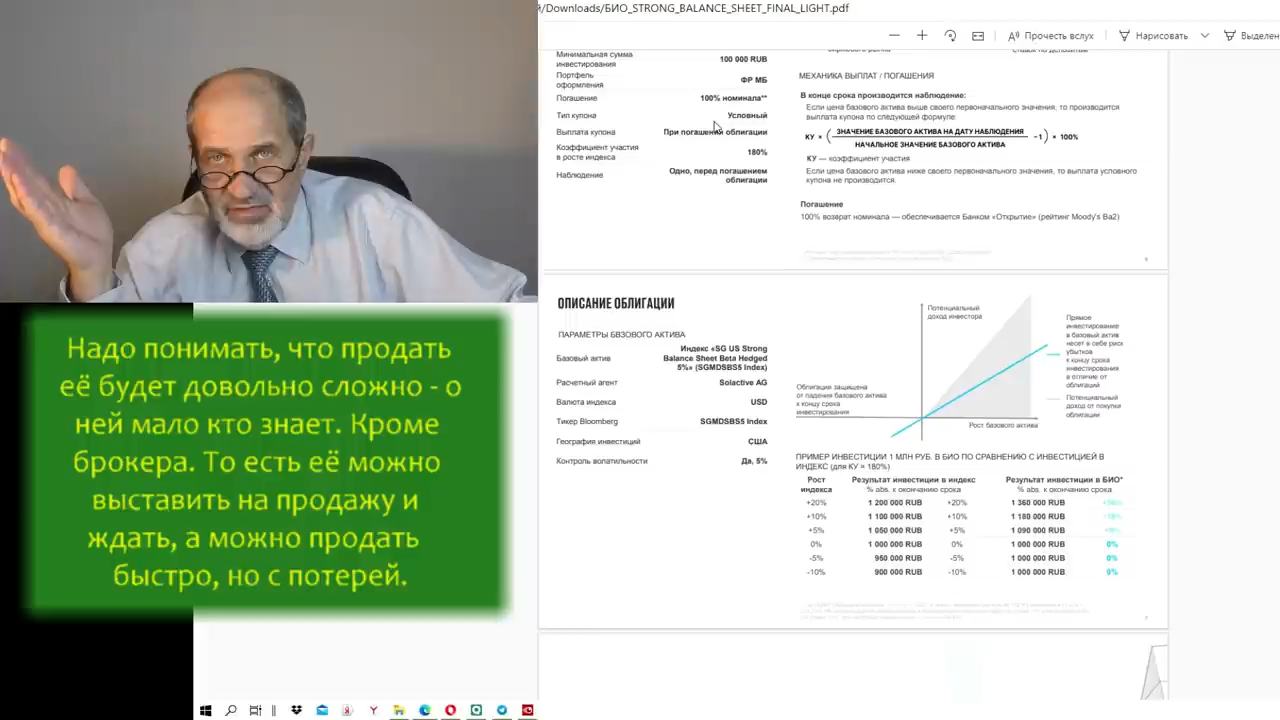 й/Downloads/БИО_STRONG_BALANCE_SHEET_FINAL_LIGHT.pdf
Прочесть вслух
Нарисовать
Выделен
Минимальная сумма инвестирования 100 000 RUB
Портфель оформления ФР МБ
Погашение 100% номинала**
Тип купона Условный
Выплата купона При погашении облигации
Коэффициент участия в росте индекса 180%
Наблюдение Одно, перед погашением облигации
МЕХАНИКА ВЫПЛАТ / ПОГАШЕНИЯ
В конце срока производится наблюдение:
Если цена базового актива выше своего первоначального значения, то производится
выплата купона по следующей формуле:
КУ × ( ЗНАЧЕНИЕ БАЗОВОГО АКТИВА НА ДАТУ НАБЛЮДЕНИЯ
НАЧАЛЬНОЕ ЗНАЧЕНИЕ БАЗОВОГО АКТИВА
−1 ) × 100%
КУ — коэффициент участия
Если цена базового актива ниже своего первоначального значения, то выплату условного
купона не производится.
Погашение
100% возврат номинала — обеспечивается Банком «Открытие» (рейтинг Moody's Ba2)
ОПИСАНИЕ ОБЛИГАЦИИ
ПАРАМЕТРЫ БВЗОВОГО АКТИВА
Базовый актив Индекс «SG US Strong Balance Sheet Beta Hedged 5%» (SGMDSBS5 Index)
Расчетный агент Solactive AG
Валюта индекса USD
Тикер Bloomberg SGMDSBS5 Index
География инвестиций США
Контроль волатильности Да, 5%
Потенциальный
доход инвестора
Облигация защищена
от падения базового актива
к концу срока
инвестирования
Рост базового актива
Прямое
инвестирование
в базовый актив
несет в себе риск
убытков
к концу срока
инвестирования
в отличие от
облигаций
Потенциальный
доход от покупки
облигации
ПРИМЕР ИНВЕСТИЦИИ 1 МЛН РУБ. В БИО ПО СРАВНЕНИЮ С ИНВЕСТИЦИЕЙ В
ИНДЕКС (для КУ = 180%)
Рост индекса
Результат инвестиции в индекс
% abs. к окончанию срока
Результат инвестиции в БИО*
% abs. к окончанию срока
+20% 1 200 000 RUB +20% 1 360 000 RUB
+10% 1 100 000 RUB +10% 1 180 000 RUB
+5% 1 050 000 RUB +5% 1 090 000 RUB
0% 1 000 000 RUB 0% 1 000 000 RUB 0%
-5% 950 000 RUB -5% 1 000 000 RUB 0%
-10% 900 000 RUB -10% 1 000 000 RUB 0%
Надо понимать, что продать
её будет довольно сложно - о
ней мало кто знает. Кроме
брокера. То есть её можно
выставить на продажу и
ждать, а можно продать
быстро, но с потерей.